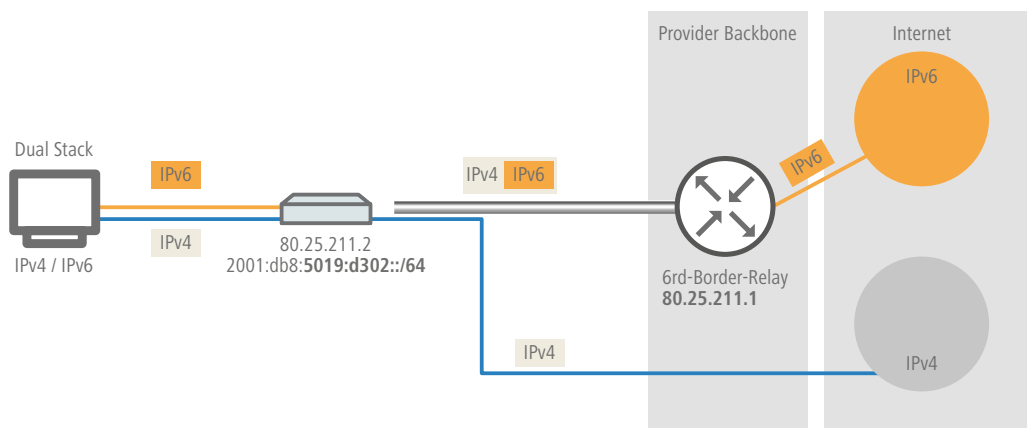 Provider Backbone
Internet
IPv6
Dual Stack
IPv6
IPv4 IPv6
IPv6
IPv4
IPv4 / IPv6
80.25.211.2
2001:db8:5019:d302::/64
6rd-Border-Relay
80.25.211.1
IPv4
IPv4